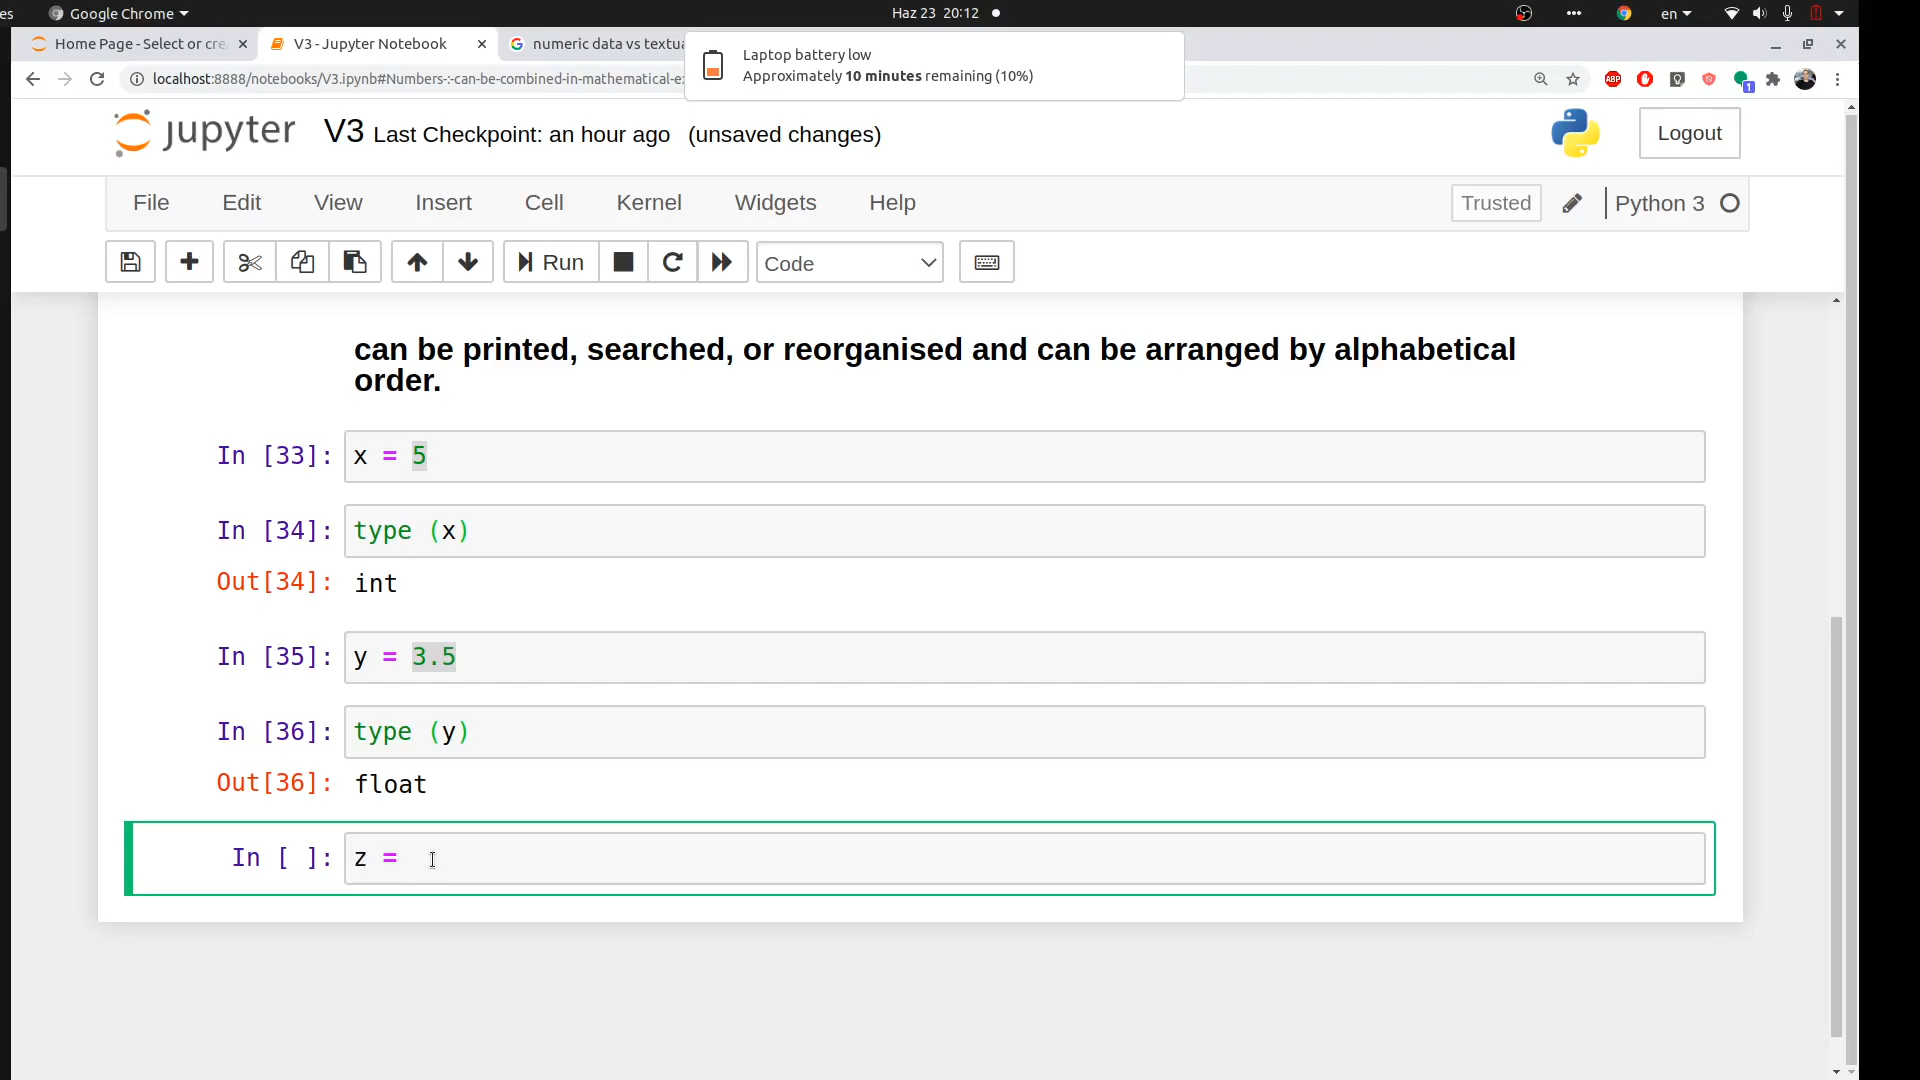 es
Google Chrome
Haz 23 20:12
en
Home Page - Select or cre
V3 - Jupyter Notebook
numeric data vs textua
Laptop battery low
Approximately 10 minutes remaining (10%)
localhost:8888/notebooks/V3.ipynb#Numbers-:-can-be-combined-in-mathematical-e
ABP
1
jupyter V3 Last Checkpoint: an hour ago (unsaved changes)
Logout
File Edit View Insert Cell Kernel Widgets Help
Trusted Python 3
Run Code
can be printed, searched, or reorganised and can be arranged by alphabetical
order.
In [33]: x = 5
In [34]: type (x)
Out[34]: int
In [35]: y = 3.5
In [36]: type (y)
Out[36]: float
In [ ]: z =